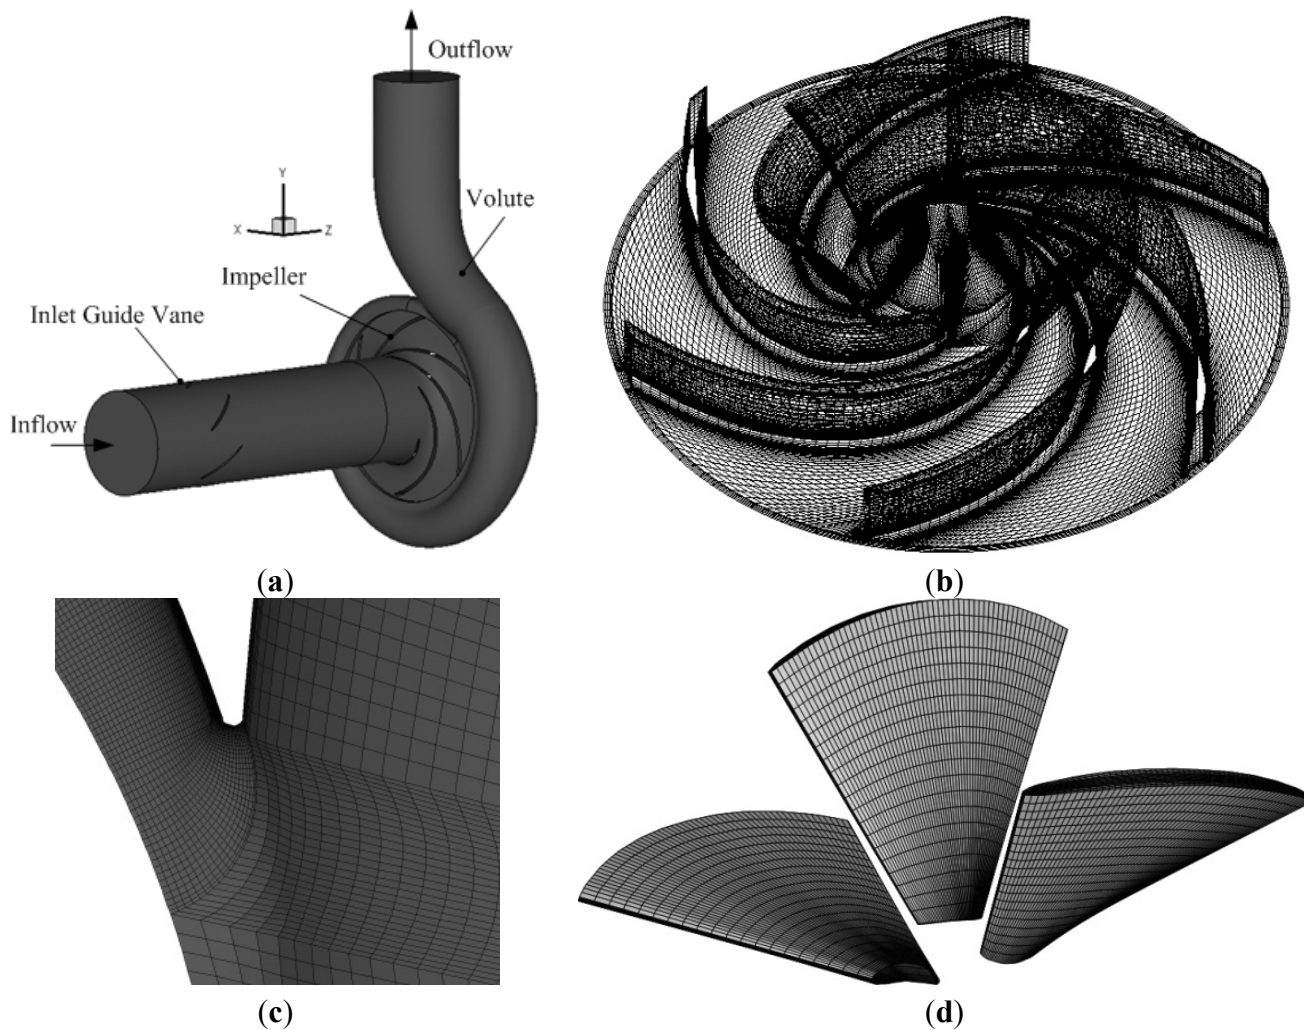 Outflow
Y
X
Z
Volute
Impeller
Inlet Guide Vane
Inflow
(a)
(b)
(c)
(d)